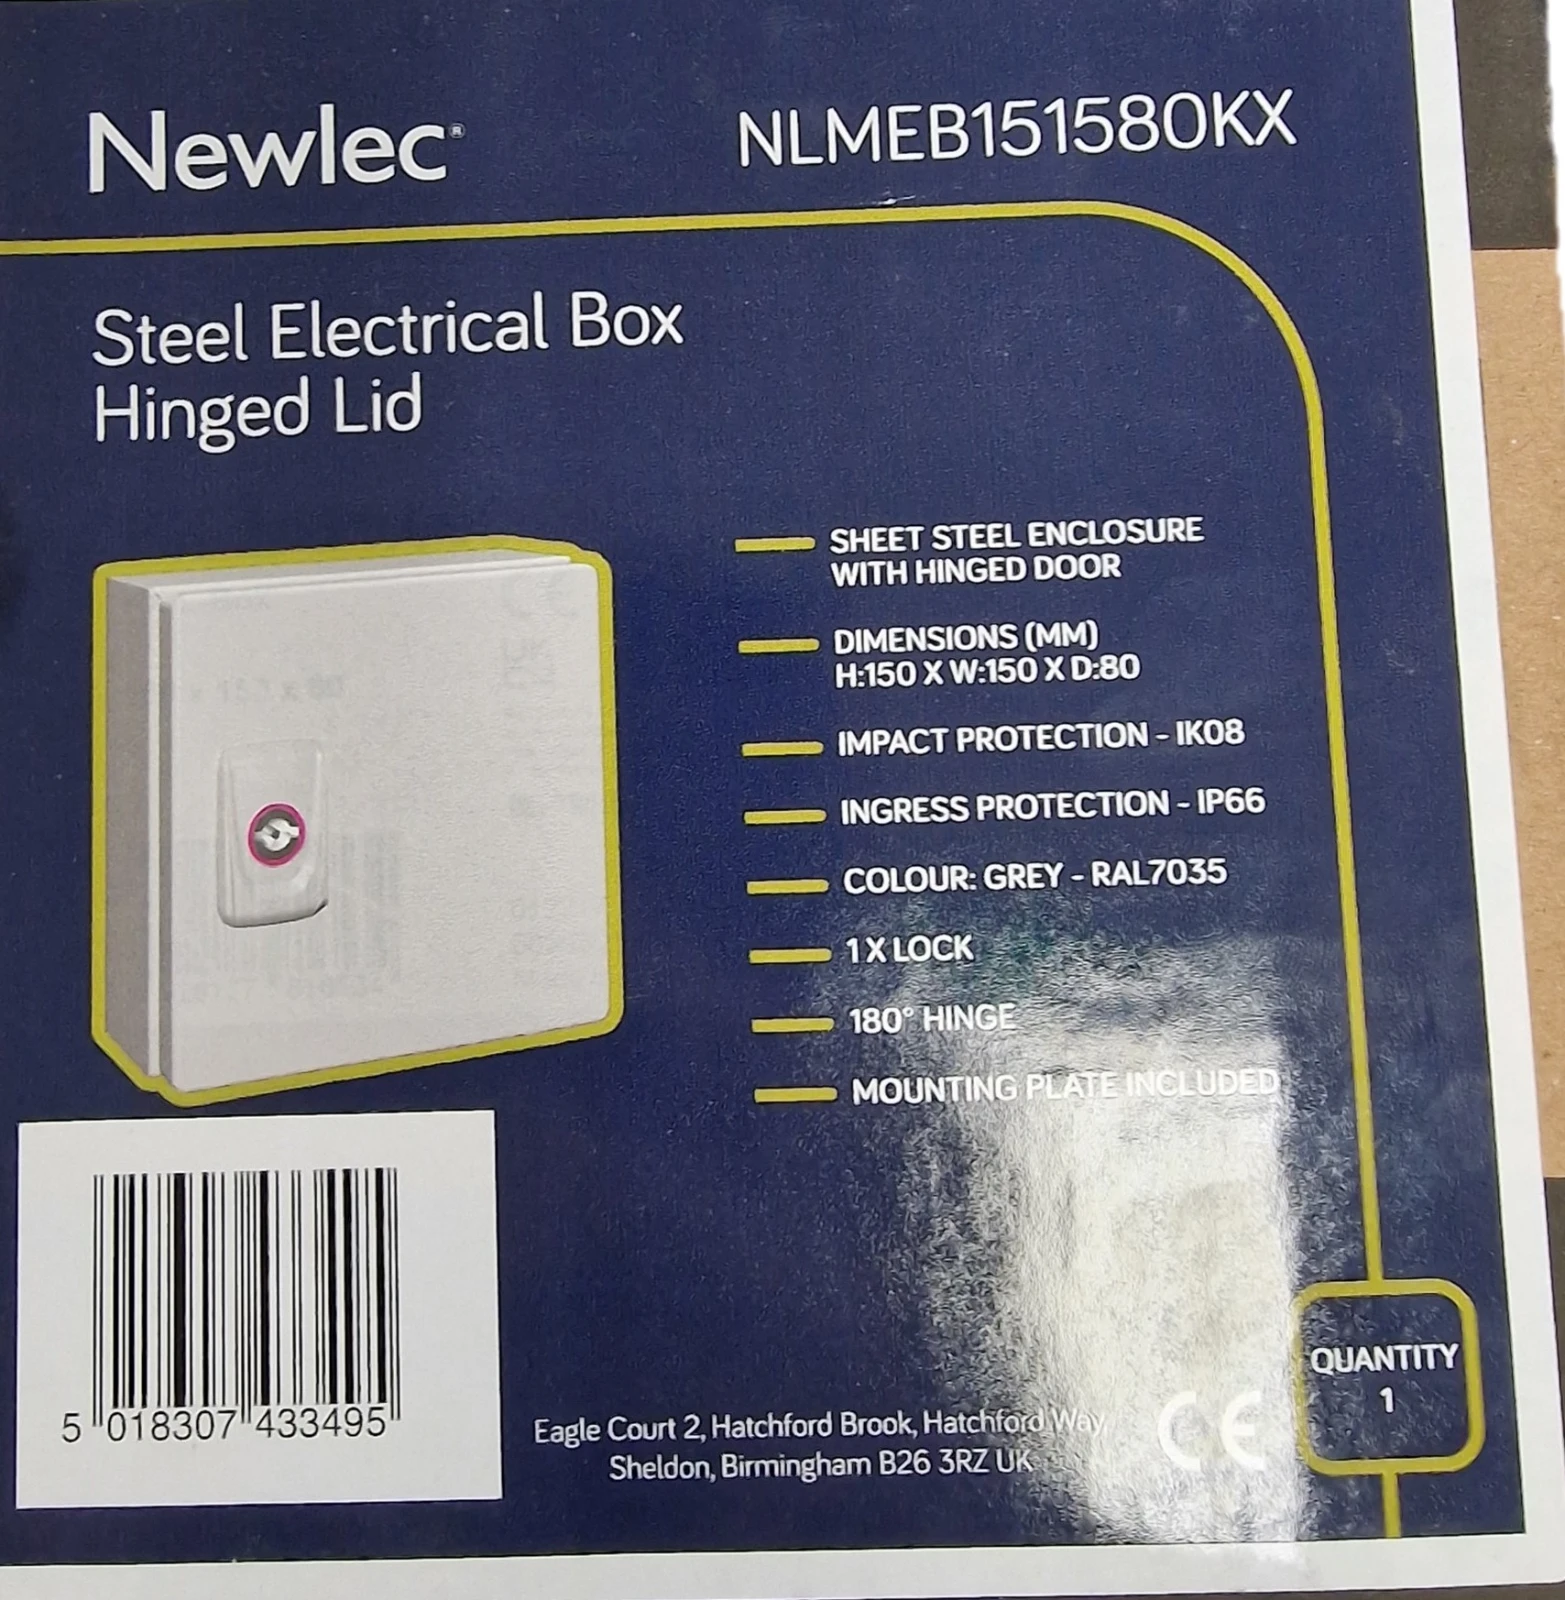 Newlec®
NLMEB151580KX
Steel Electrical Box
Hinged Lid
SHEET STEEL ENCLOSURE
WITH HINGED DOOR
DIMENSIONS (MM)
H:150 X W:150 X D:80
IMPACT PROTECTION - IK08
INGRESS PROTECTION - IP66
COLOUR: GREY - RAL7035
1 X LOCK
180° HINGE
MOUNTING PLATE INCLUDED
5 018307 433495
Eagle Court 2, Hatchford Brook, Hatchford Way,
Sheldon, Birmingham B26 3RZ UK
CE
QUANTITY
1